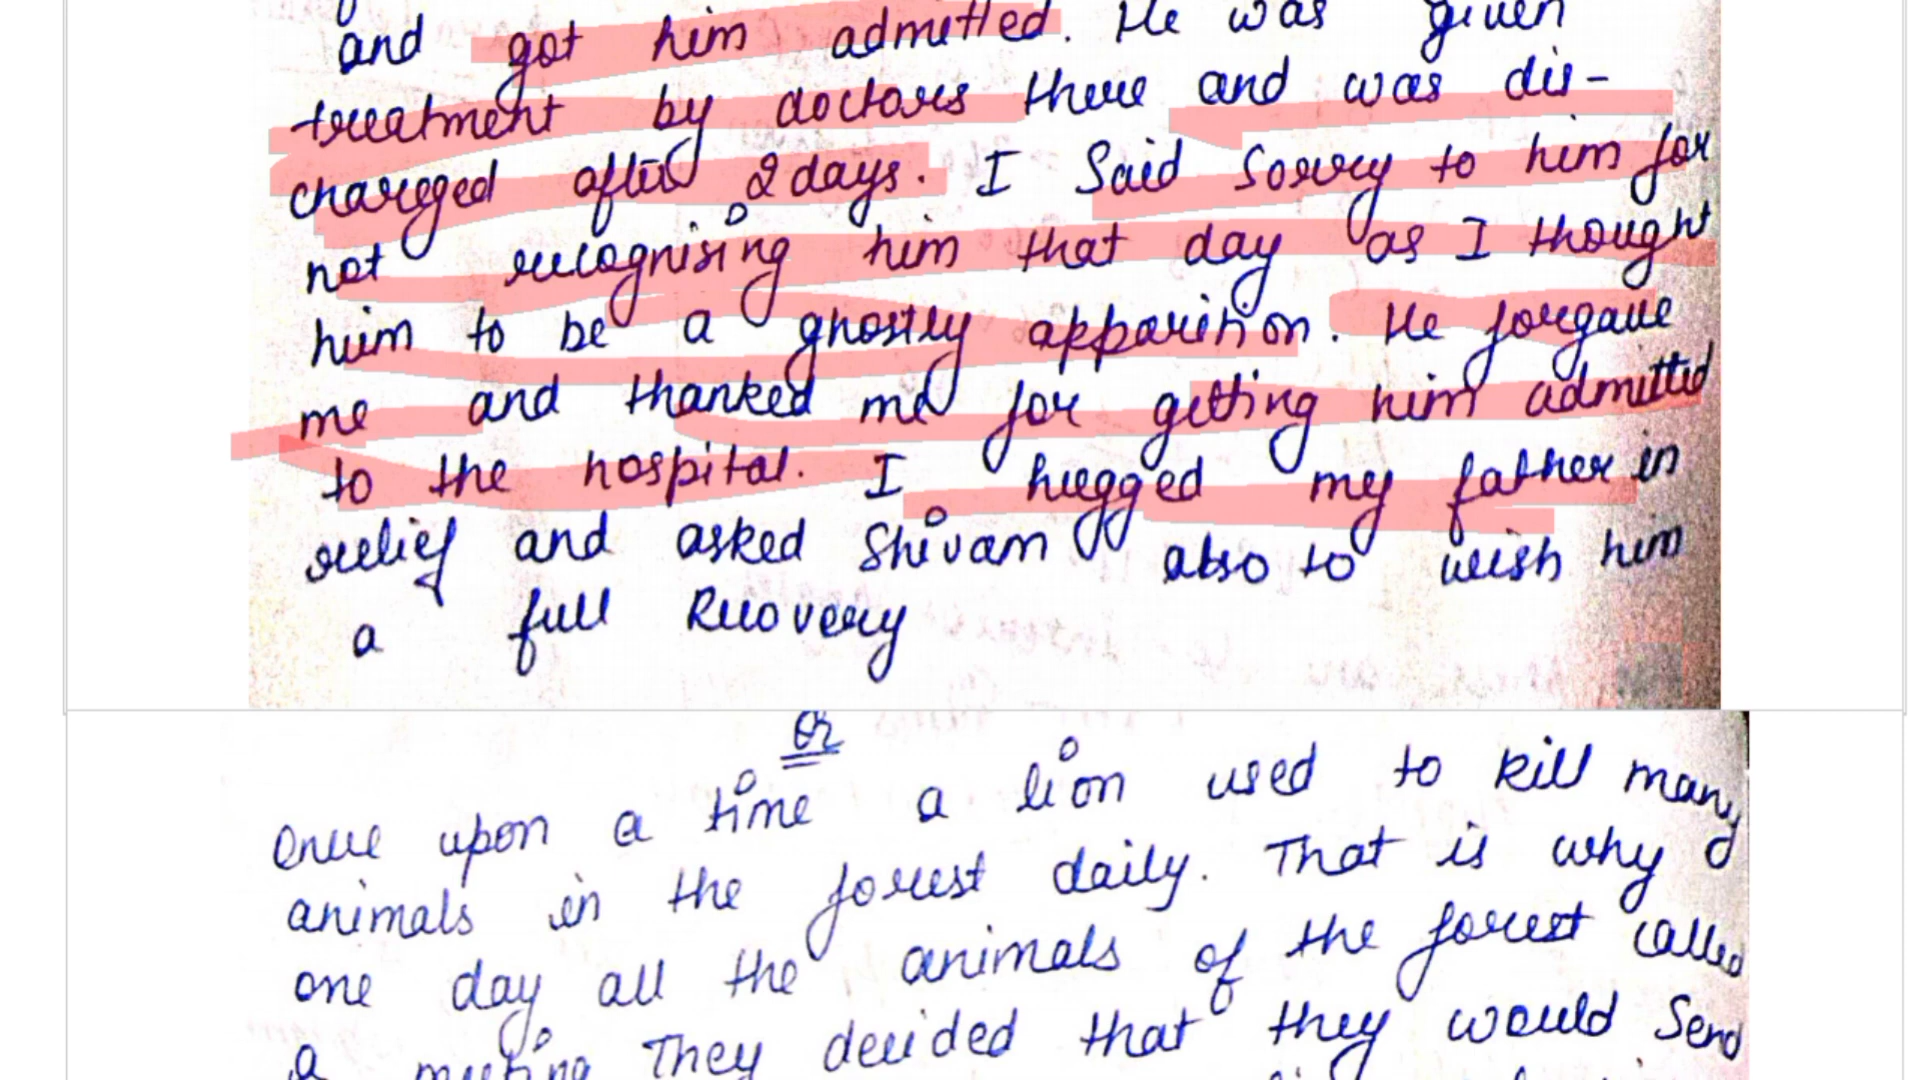 and got him admitted. He was given
treatment by doctors there and was dis-
charged after 2 days. I Said Sorry to him for
not recognising him that day as I thought
him to be a ghostly apparition. He forgave
me and thanked me for getting him admitted
to the hospital. I hugged my father in
relief and asked Shivam also to wish him
a full Recovery
Or
Once upon a time a lion used to kill many
animals in the forest daily. That is why
one day all the animals of the forest called
a meeting They decided that they would Send